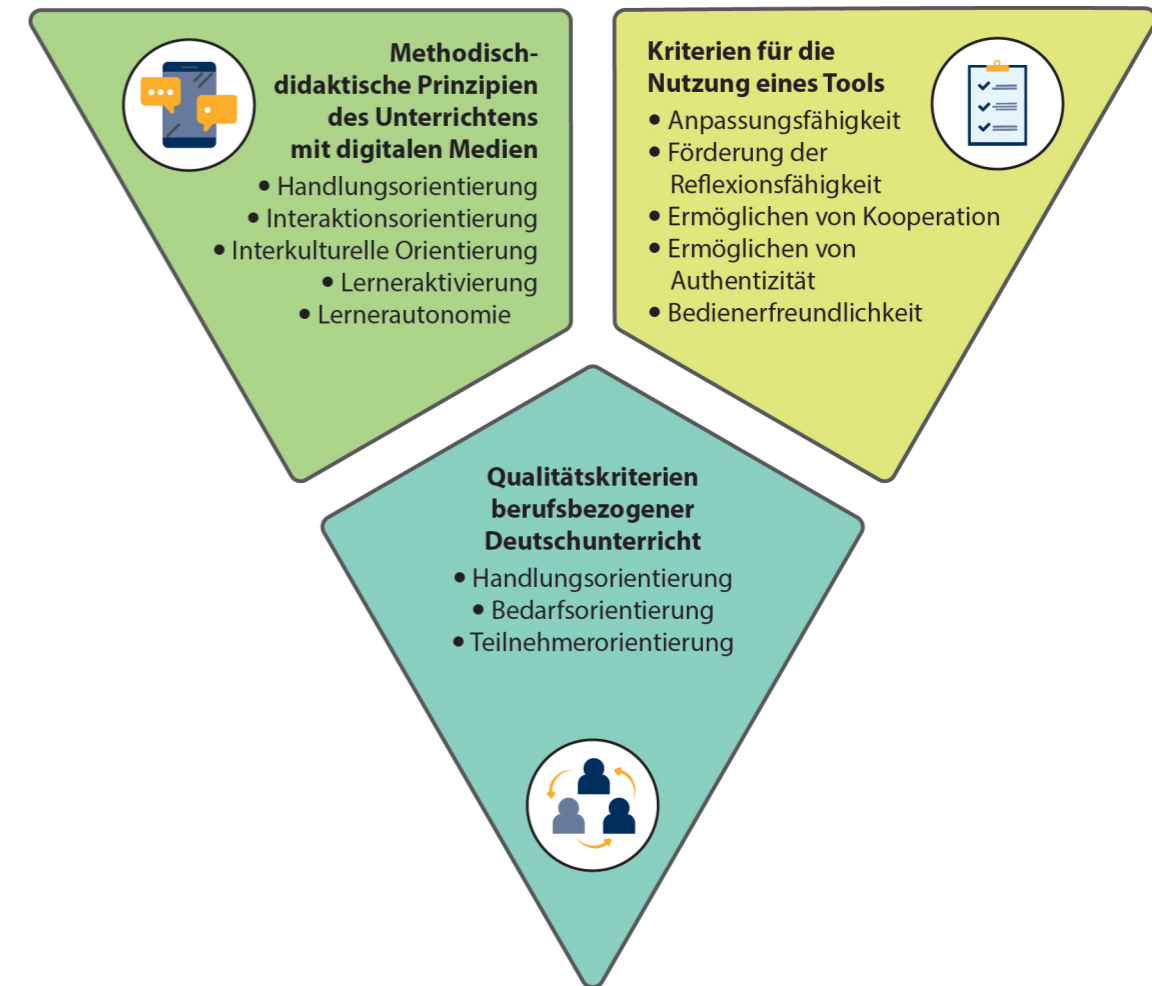 Methodisch-
didaktische Prinzipien
des Unterrichtens
mit digitalen Medien
• Handlungsorientierung
• Interaktionsorientierung
• Interkulturelle Orientierung
• Lerneraktivierung
• Lernerautonomie
Kriterien für die
Nutzung eines Tools
• Anpassungsfähigkeit
• Förderung der
Reflexionsfähigkeit
• Ermöglichen von Kooperation
• Ermöglichen von
Authentizität
• Bedienerfreundlichkeit
Qualitätskriterien
berufsbezogener
Deutschunterricht
• Handlungsorientierung
• Bedarfsorientierung
• Teilnehmerorientierung